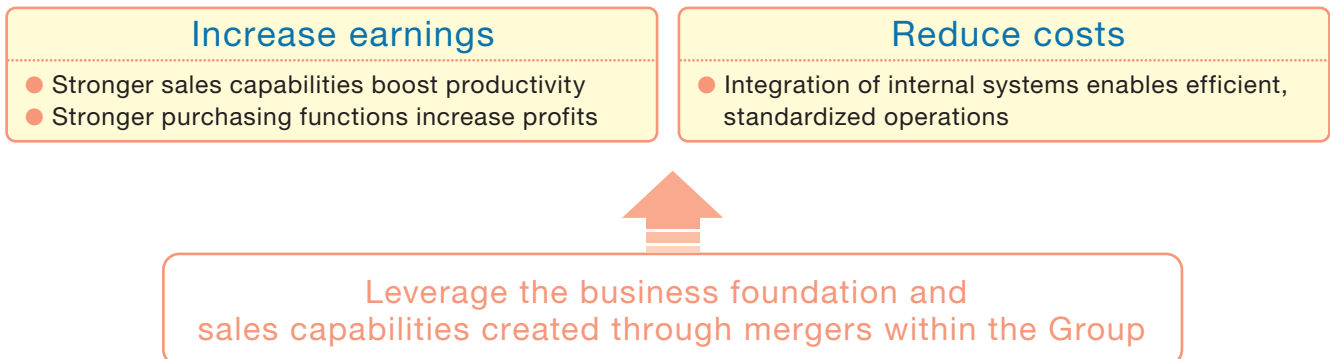 Increase earnings
● Stronger sales capabilities boost productivity
● Stronger purchasing functions increase profits
Reduce costs
● Integration of internal systems enables efficient,
standardized operations
Leverage the business foundation and
sales capabilities created through mergers within the Group